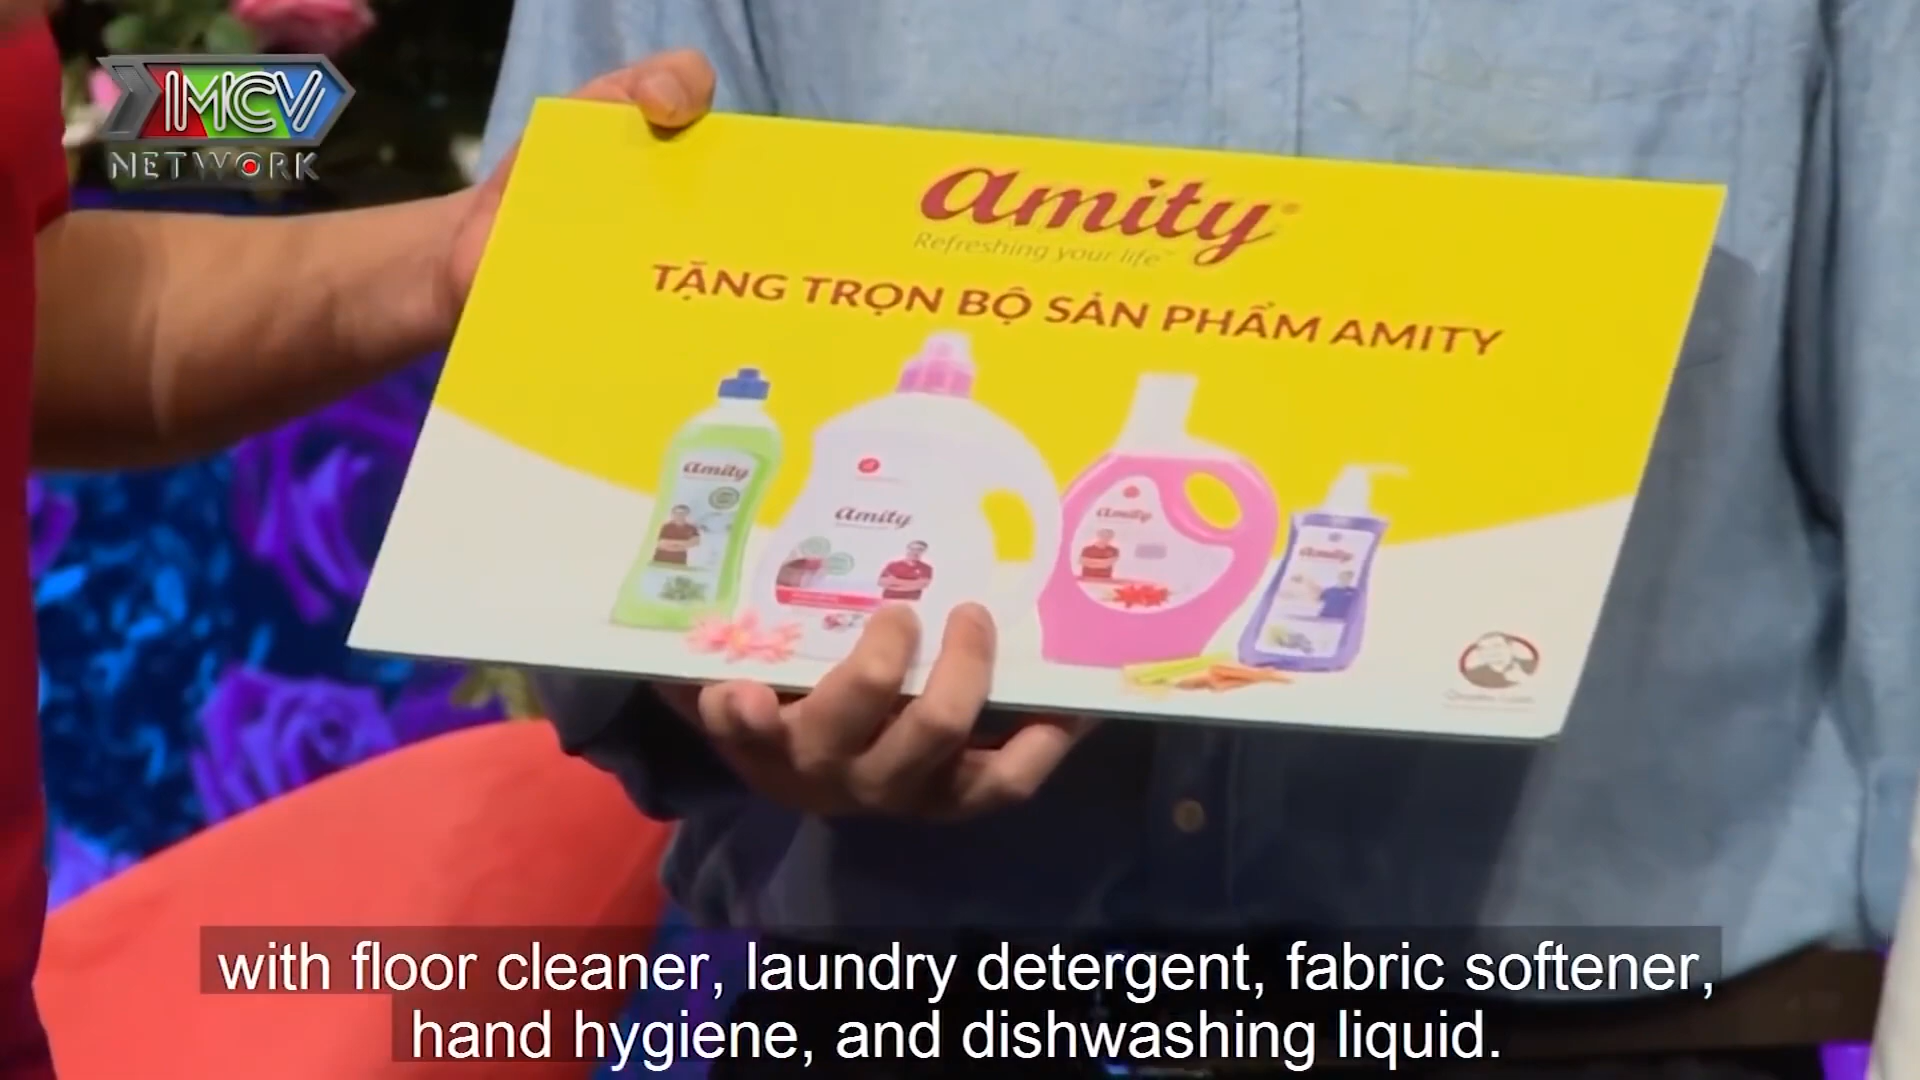 MCV
NETWORK
amity®
Refreshing your life™
TẶNG TRỌN BỘ SẢN PHẨM AMITY
amity
amity
amity
amity
with floor cleaner, laundry detergent, fabric softener,
hand hygiene, and dishwashing liquid.